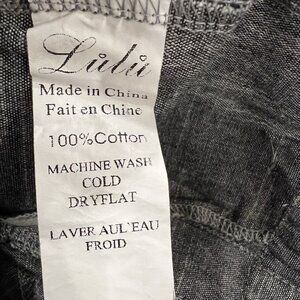 Lulu
Made in China
Fait en Chine
100%Cotton
MACHINE WASH
COLD
DRYFLAT
LAVER AUL'EAU
FROID